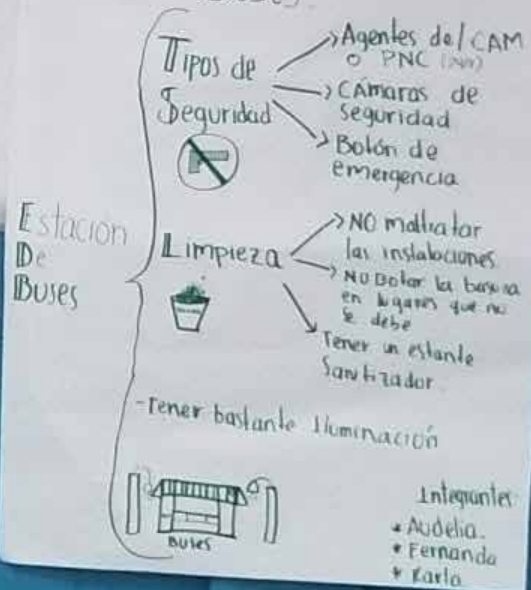 Estación
De
Buses
Tipos de
Seguridad
Agentes del CAM
o PNC
Cámaras de
seguridad
Botón de
emergencia
Limpieza
NO maltratar
las instalaciones
NO Botar la basura
en lugares que no
se debe
Tener un estante
Sanitizador
-Tener bastante Iluminación
BUSES
Integrantes
* Audelia.
* Fernanda
* Karla